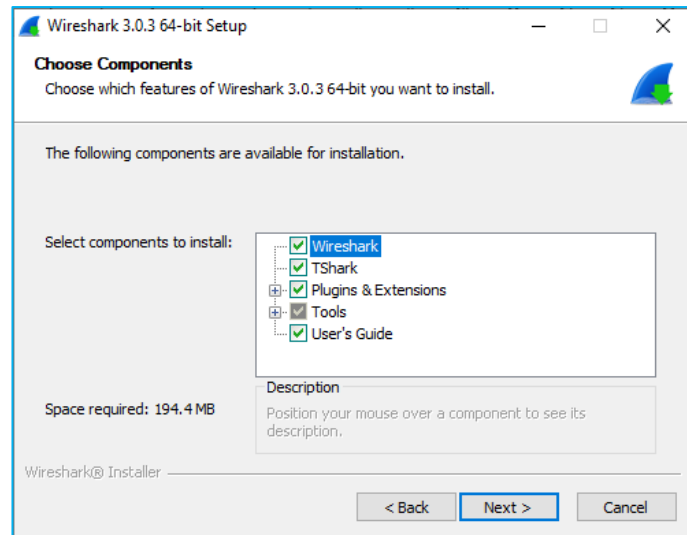 Wireshark 3.0.3 64-bit Setup
Choose Components
Choose which features of Wireshark 3.0.3 64-bit you want to install.
The following components are available for installation.
Select components to install:
Wireshark
TShark
Plugins & Extensions
Tools
User's Guide
Space required: 194.4 MB
Description
Position your mouse over a component to see its
description.
Wireshark® Installer
< Back
Next >
Cancel